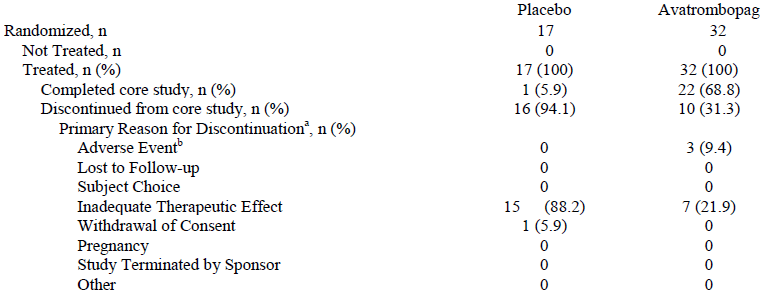 Placebo Avatrombopag
Randomized, n 17 32
Not Treated, n 0 0
Treated, n (%) 17 (100) 32 (100)
Completed core study, n (%) 1 (5.9) 22 (68.8)
Discontinued from core study, n (%) 16 (94.1) 10 (31.3)
Primary Reason for Discontinuationᵃ, n (%)
Adverse Eventᵇ 0 3 (9.4)
Lost to Follow-up 0 0
Subject Choice 0 0
Inadequate Therapeutic Effect 15 (88.2) 7 (21.9)
Withdrawal of Consent 1 (5.9) 0
Pregnancy 0 0
Study Terminated by Sponsor 0 0
Other 0 0